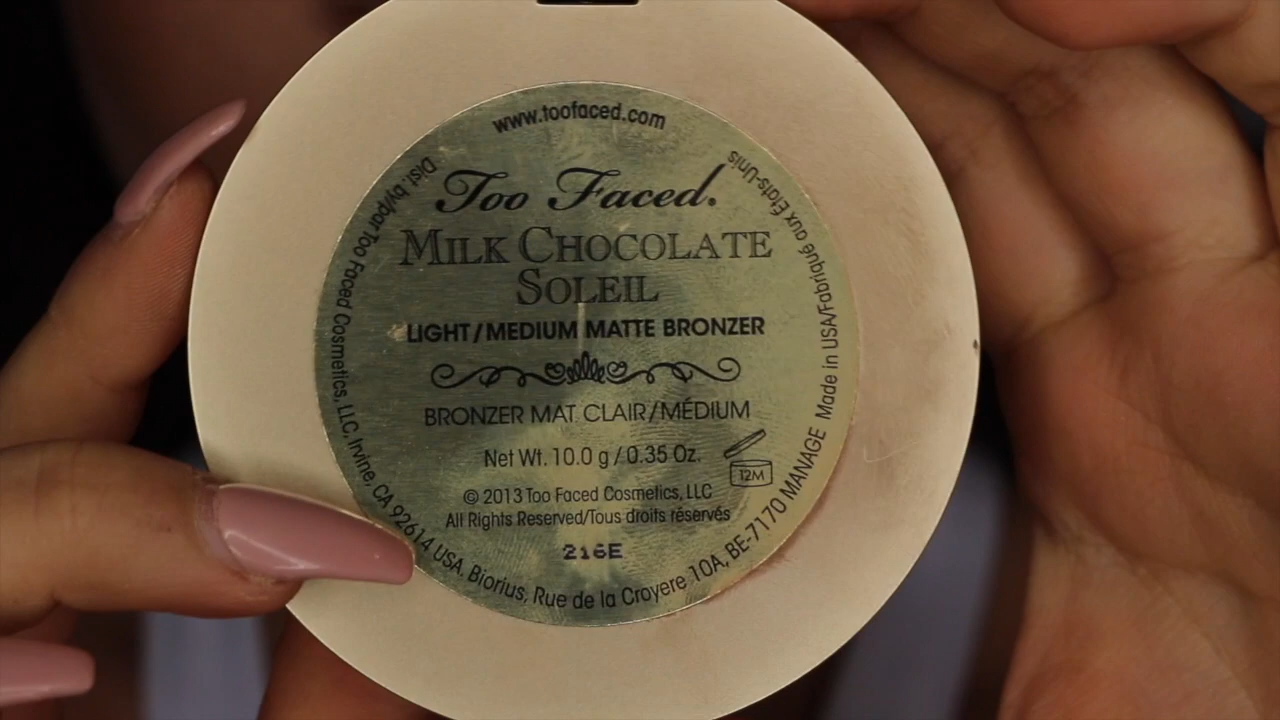 www.toofaced.com
Too Faced.
MILK CHOCOLATE
SOLEIL
LIGHT/MEDIUM MATTE BRONZER
BRONZER MAT CLAIR/MÉDIUM
Net Wt. 10.0 g/0.35 Oz.
12M
© 2013 Too Faced Cosmetics, LLC
All Rights Reserved/Tous droits réservés
216E
Dist. by/par Too Faced Cosmetics, LLC, Irvine, CA 92614 USA. Biorius, Rue de la Croyere 10A, BE-7170 MANAGE Made in USA/Fabriqué aux États-Unis